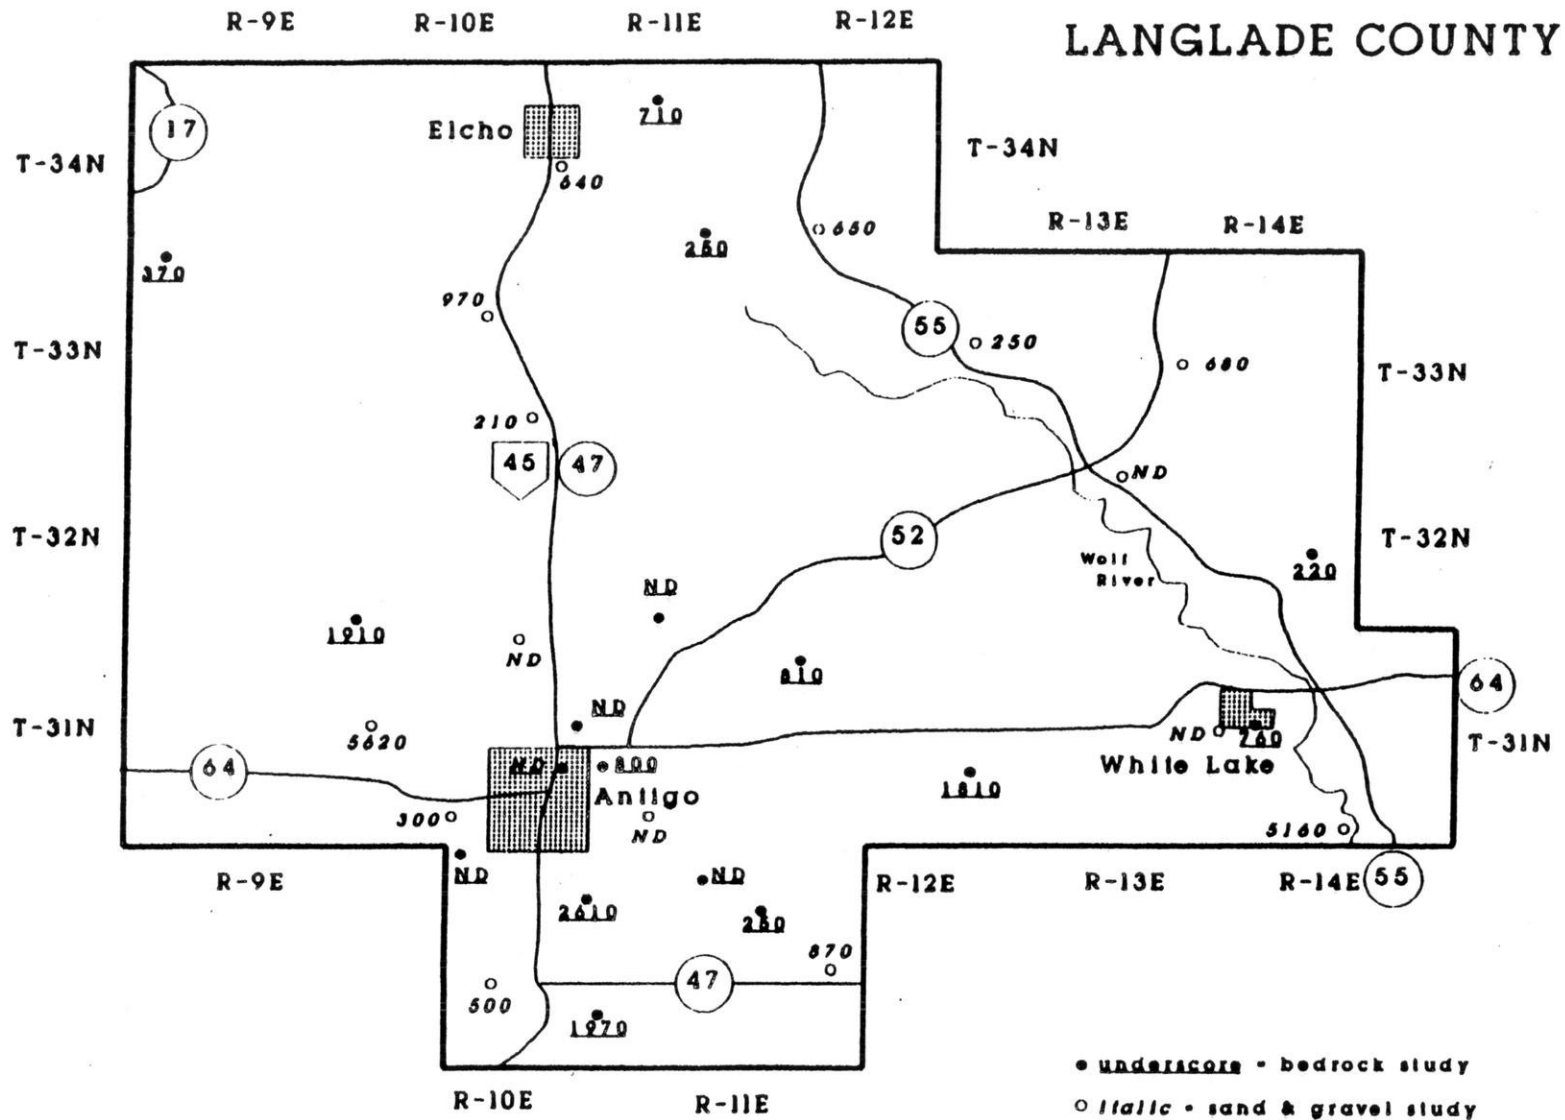 LANGLADE COUNTY
R-9E R-10E R-11E R-12E
17
Elcho
710
T-34N
T-34N
640
R-13E R-14E
660
370
970
55
250
T-33N
680
T-33N
210
45
47
ND
T-32N
52
T-32N
Wolf
River
220
ND
1910
ND
810
64
ND
T-31N
5620
ND
760
T-31N
64
ND
800
White Lake
Antigo
1810
300
ND
5160
ND
ND
R-9E
R-12E R-13E R-14E
55
2610
870
47
500
1970
underscore - bedrock study
R-10E R-11E
italic - sand & gravel study